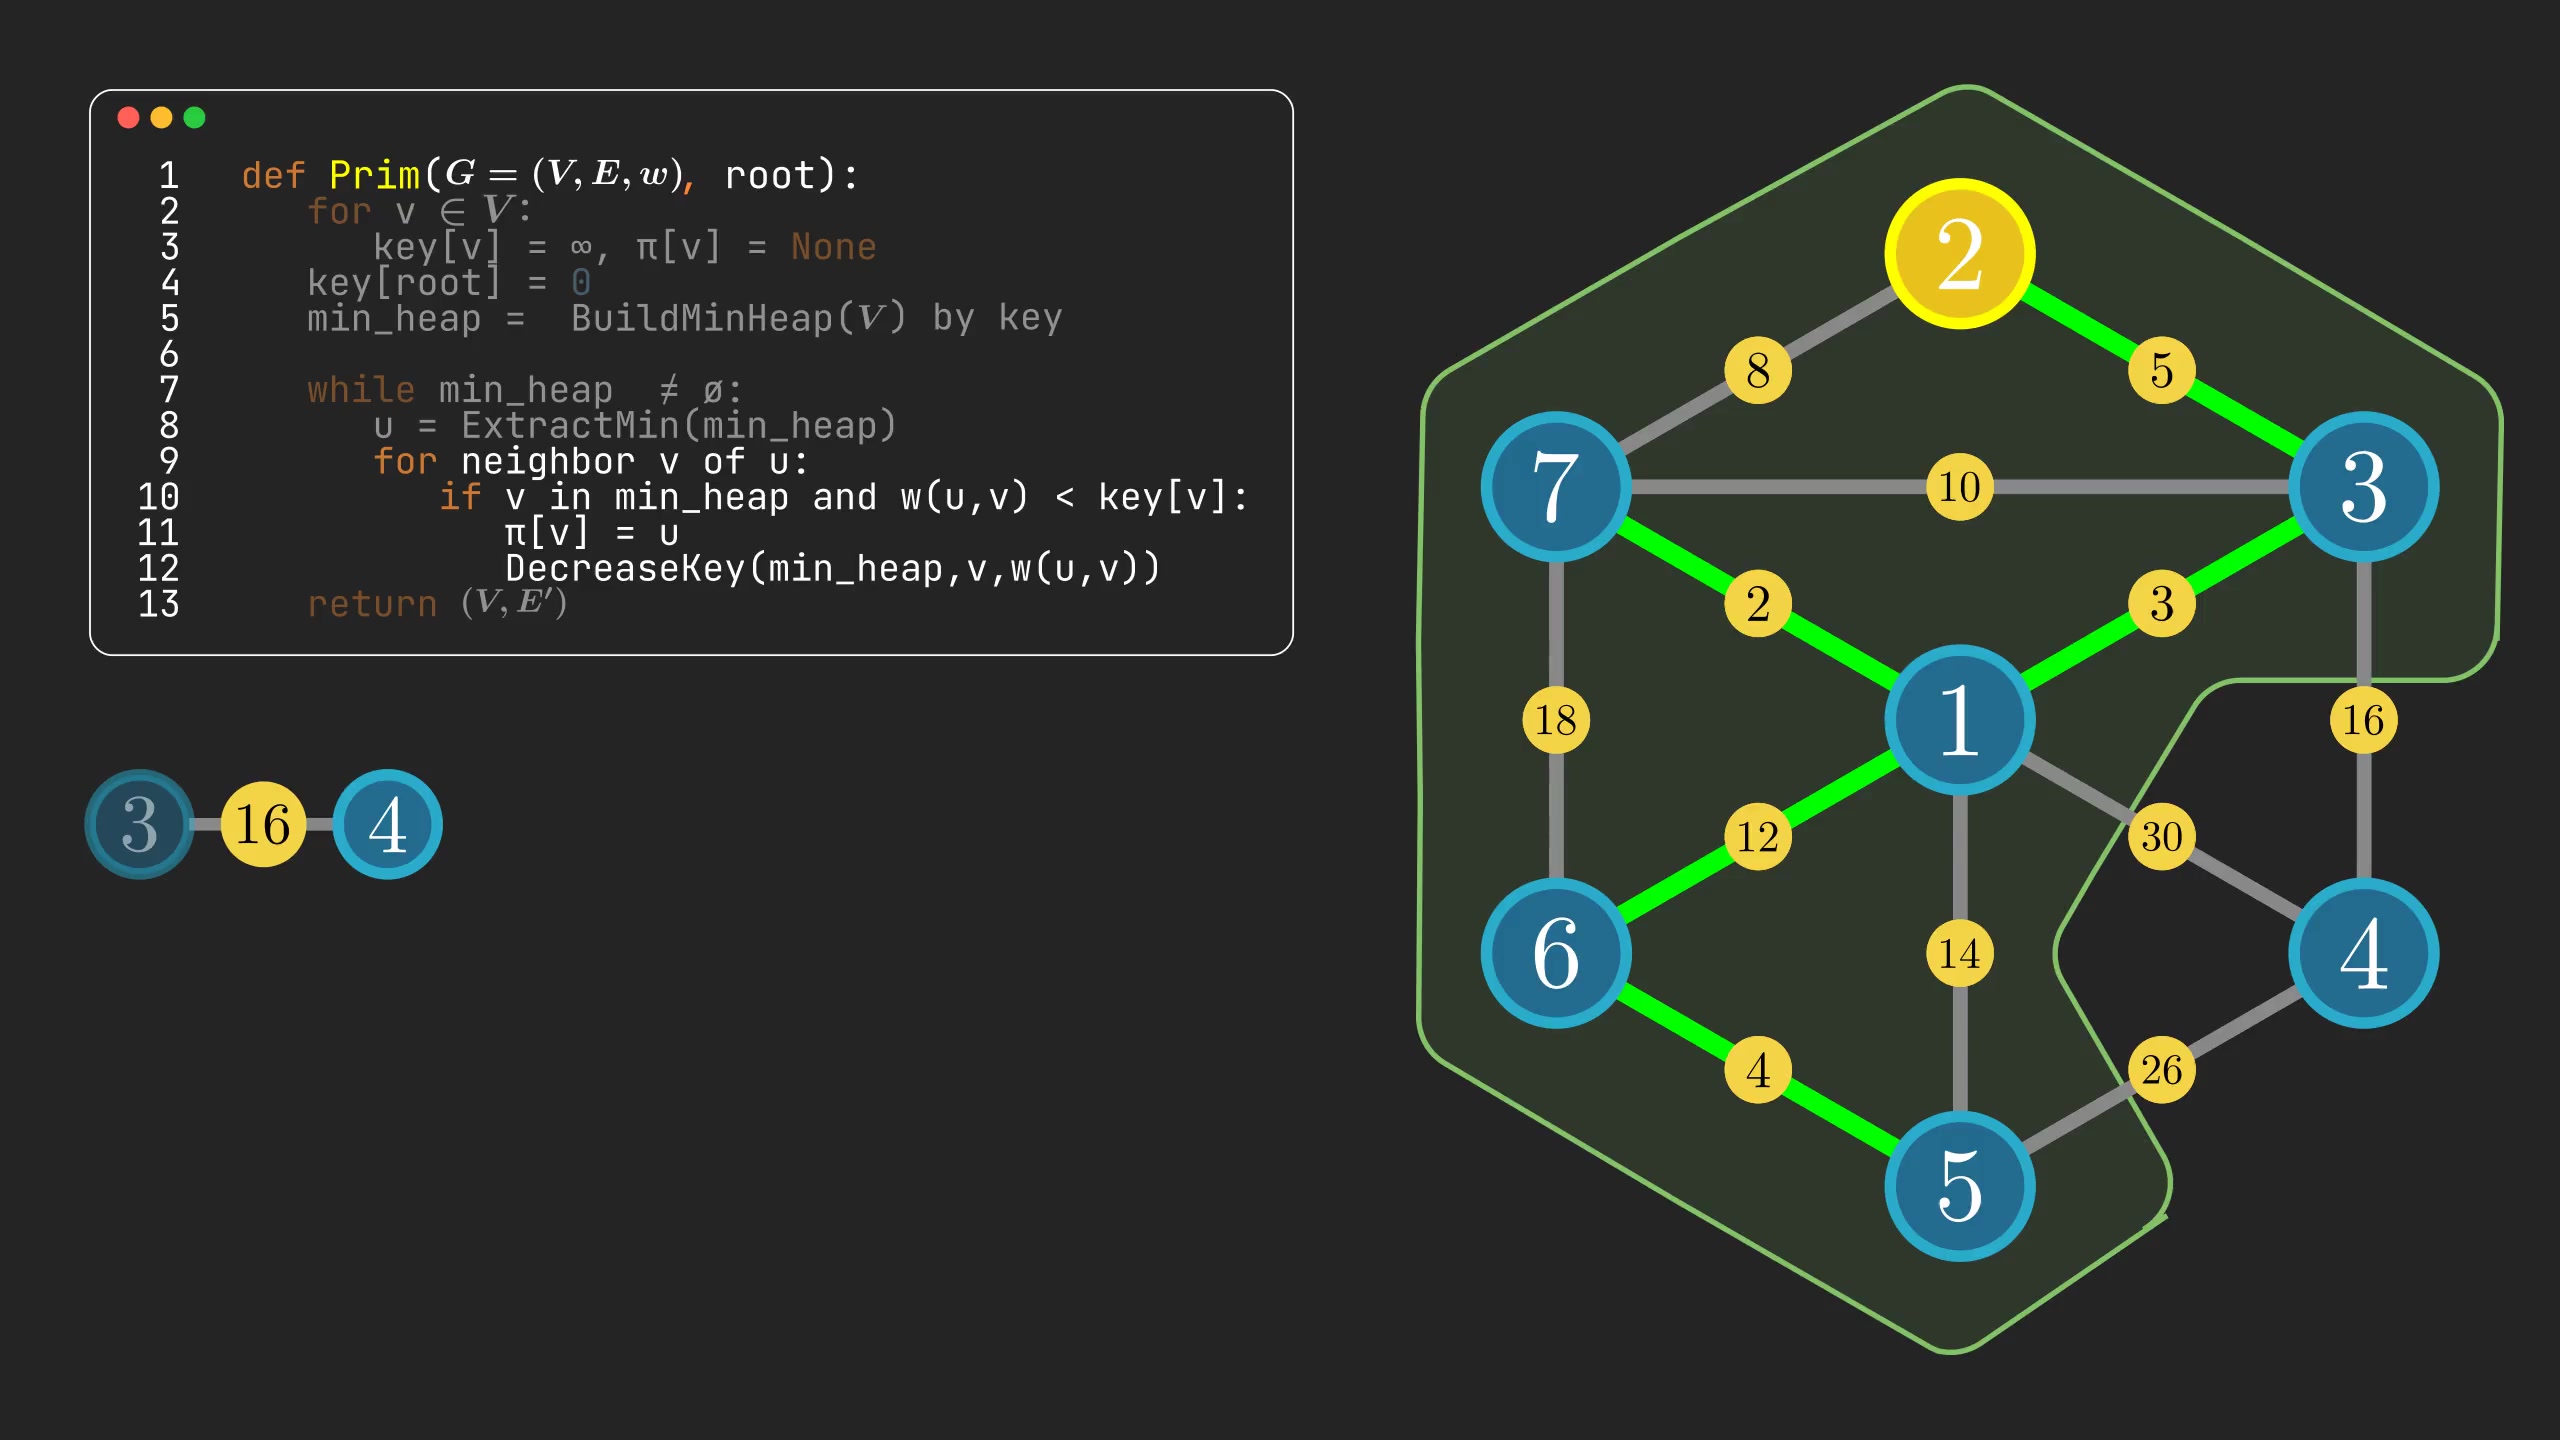 1 def Prim(G = (V, E, w), root):
2 for v ∈ V:
3 key[v] = ∞, π[v] = None
4 key[root] = 0
5 min_heap = BuildMinHeap(V) by key
6
7 while min_heap ≠ ø:
8 u = ExtractMin(min_heap)
9 for neighbor v of u:
10 if v in min_heap and w(u,v) < key[v]:
11 π[v] = u
12 DecreaseKey(min_heap,v,w(u,v))
13 return (V, E′)
3 16 4
2
8 5
7 10 3
2 3
18 1 16
12 30
6 14 4
4 26
5